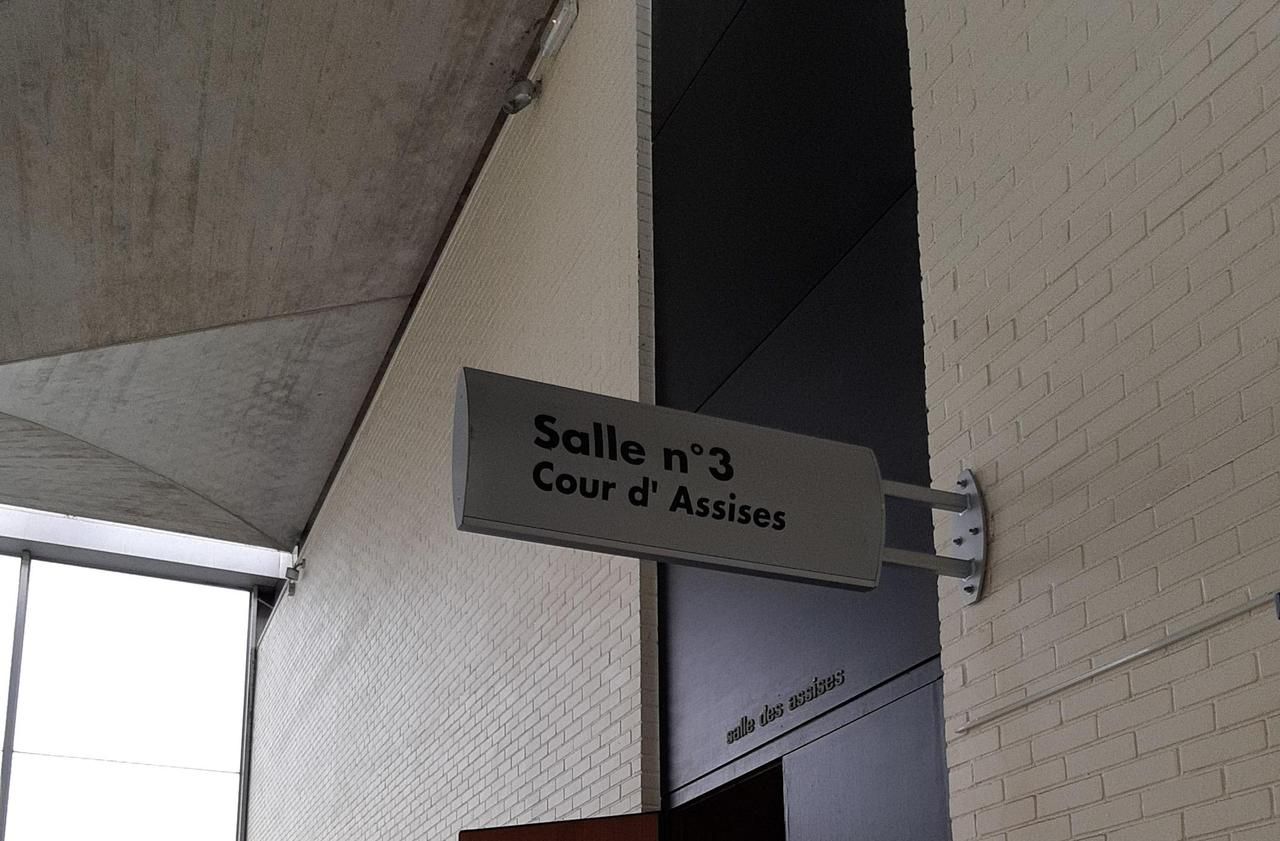 Salle n°3
Cour d' Assises
salle des assises